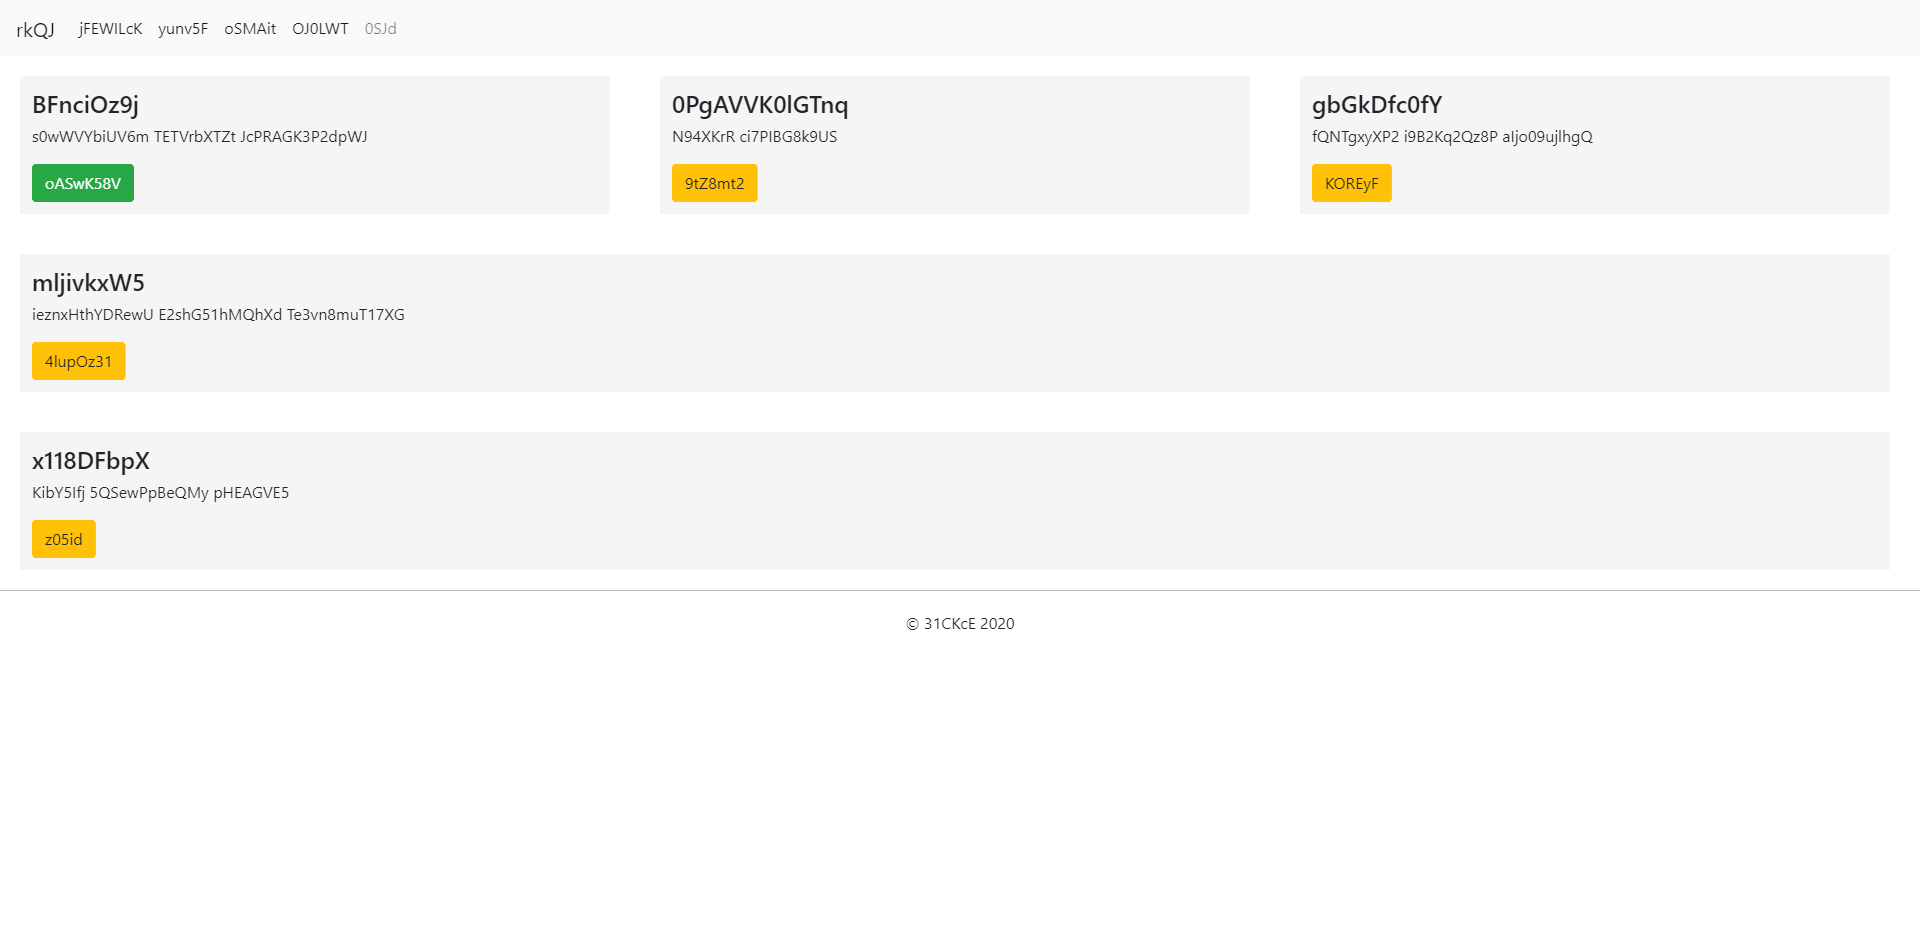 rkQJ jFEWILcK yunv5F oSMAit OJ0LWT 0SJd
BFnciOz9j
s0wWVYbiUV6m TETVrbXTZt JcPRAGK3P2dpWJ
oASwK58V
0PgAVVK0lGTnq
N94XKrR ci7PIBG8k9US
9tZ8mt2
gbGkDfc0fY
fQNTgxyXP2 i9B2Kq2Qz8P aIjo09ujlhgQ
KOREyF
mljivkxW5
ieznxHthYDRewU E2shG51hMQhXd Te3vn8muT17XG
4lupOz31
x118DFbpX
KibY5Ifj 5QSewPpBeQMy pHEAGVE5
z05id
© 31CKcE 2020